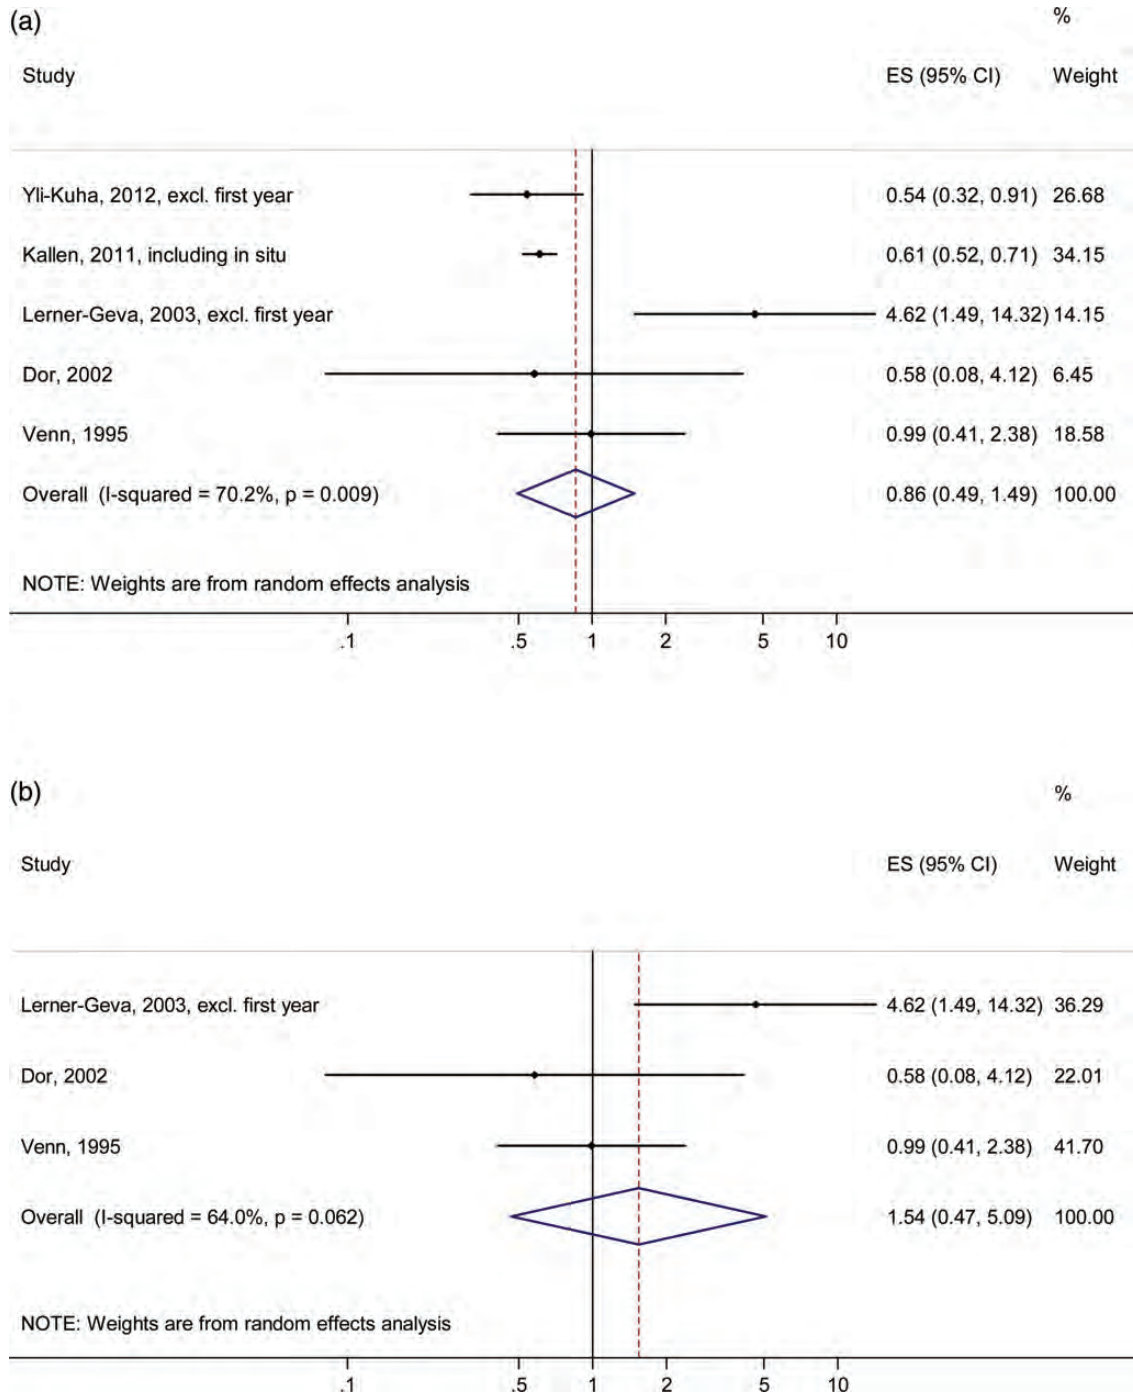 (a)
%
Study ES (95% CI) Weight
Yli-Kuha, 2012, excl. first year 0.54 (0.32, 0.91) 26.68
Kallen, 2011, including in situ 0.61 (0.52, 0.71) 34.15
Lerner-Geva, 2003, excl. first year 4.62 (1.49, 14.32) 14.15
Dor, 2002 0.58 (0.08, 4.12) 6.45
Venn, 1995 0.99 (0.41, 2.38) 18.58
Overall (I-squared = 70.2%, p = 0.009) 0.86 (0.49, 1.49) 100.00
NOTE: Weights are from random effects analysis
.1 .5 1 2 5 10
(b)
%
Study ES (95% CI) Weight
Lerner-Geva, 2003, excl. first year 4.62 (1.49, 14.32) 36.29
Dor, 2002 0.58 (0.08, 4.12) 22.01
Venn, 1995 0.99 (0.41, 2.38) 41.70
Overall (I-squared = 64.0%, p = 0.062) 1.54 (0.47, 5.09) 100.00
NOTE: Weights are from random effects analysis
.1 .5 1 2 5 10